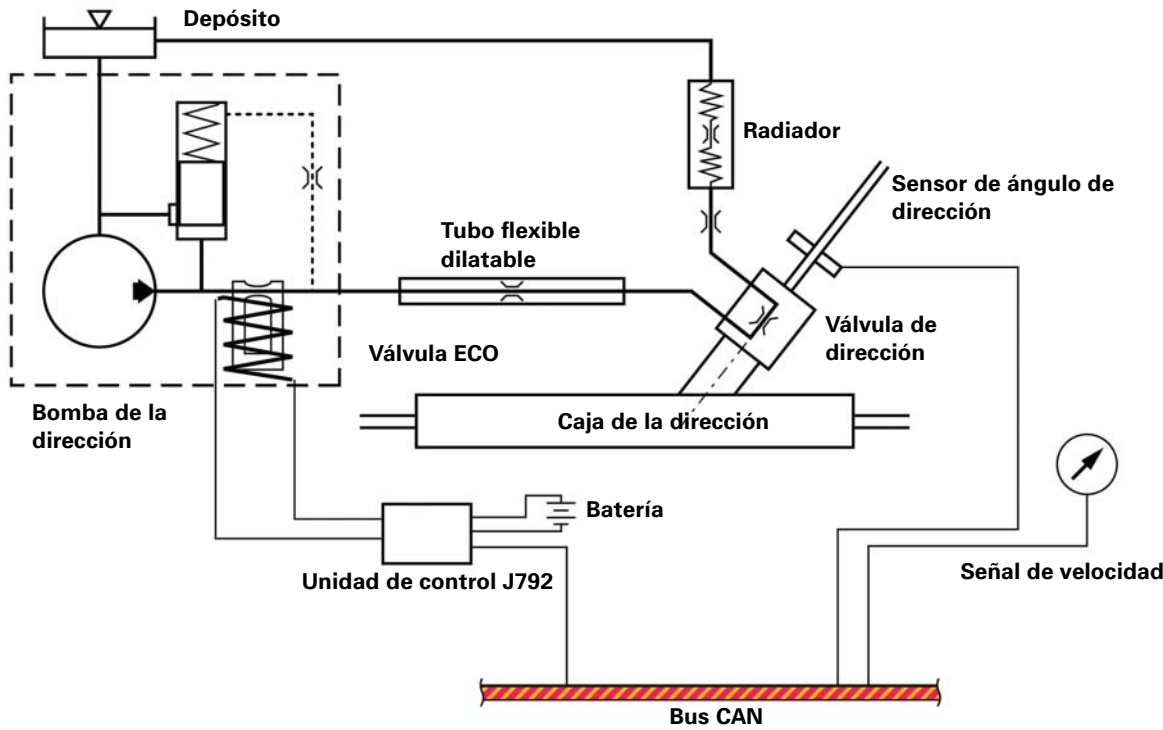 Depósito
Radiador
Sensor de ángulo de
dirección
Tubo flexible
dilatable
Válvula de
dirección
Válvula ECO
Bomba de la
dirección
Caja de la dirección
Batería
Unidad de control J792
Señal de velocidad
Bus CAN